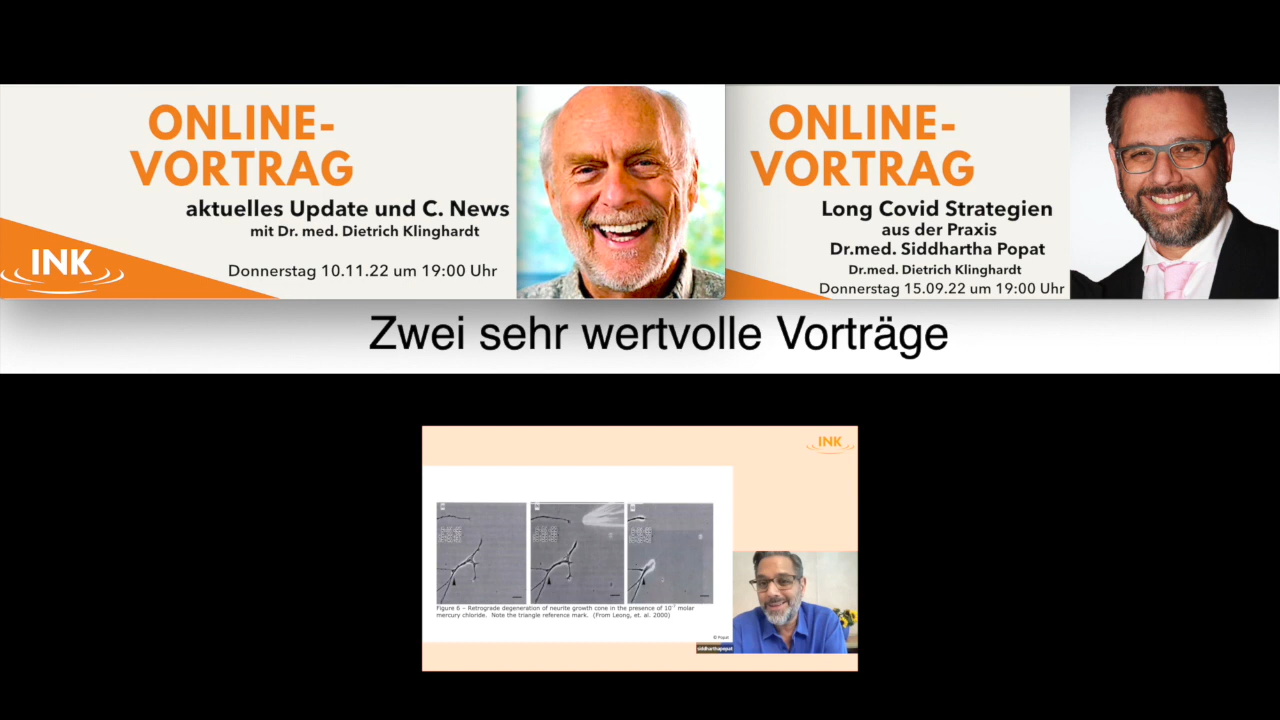 ONLINE-
VORTRAG
aktuelles Update und C. News
mit Dr. med. Dietrich Klinghardt
Donnerstag 10.11.22 um 19:00 Uhr
INK
ONLINE-
VORTRAG
Long Covid Strategien
aus der Praxis
Dr.med. Siddhartha Popat
Dr.med. Dietrich Klinghardt
Donnerstag 15.09.22 um 19:00 Uhr
Zwei sehr wertvolle Vorträge
INK
Figure 6 – Retrograde degeneration of neurite growth cone in the presence of 10⁻⁷ molar
mercury chloride. Note the triangle reference mark. (From Leong, et. al. 2000)
© Popat
siddharthapopat